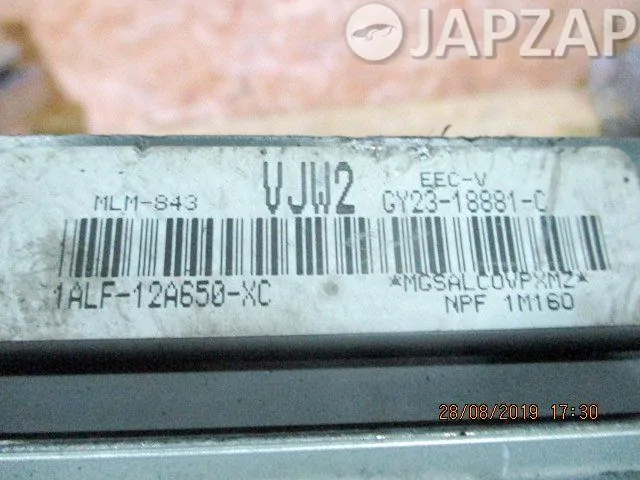 JAPZAP
VJW2 EEC-V
MLM-843 GY23-18881-C
1ALF-12A650-XC *MGSALCOVPXMZ*
NPF 1M160
28/08/2019 17:30